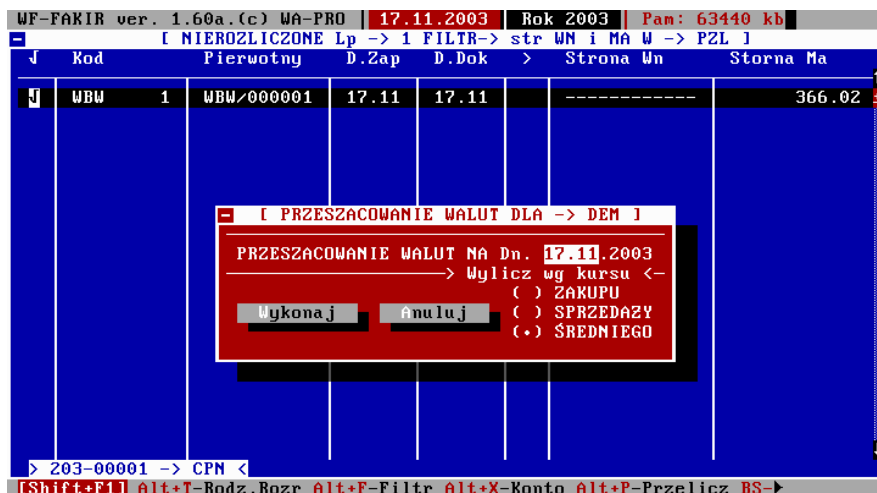 WF-FAKIR ver. 1.60a.(c) WA-PRO | 17.11.2003 | Rok 2003 | Pam: 63440 kb
[ NIEROZLICZONE Lp -> 1 FILTR-> str WN i MA W -> PZL ]
√ Kod Pierwotny D.Zap D.Dok > Strona Wn Storna Ma
√ WBW 1 WBW/000001 17.11 17.11 ------------ 366.02
[ PRZESZACOWANIE WALUT DLA -> DEM ]
PRZESZACOWANIE WALUT NA Dn. 17.11.2003
> Wylicz wg kursu <
( ) ZAKUPU
Wykonaj Anuluj ( ) SPRZEDAŻY
(•) ŚREDNIEGO
> 203-00001 -> CPN <
[Shift+F1] Alt+T-Rodz.Rozr Alt+F-Filtr Alt+X-Konto Alt+P-Przelicz BS-